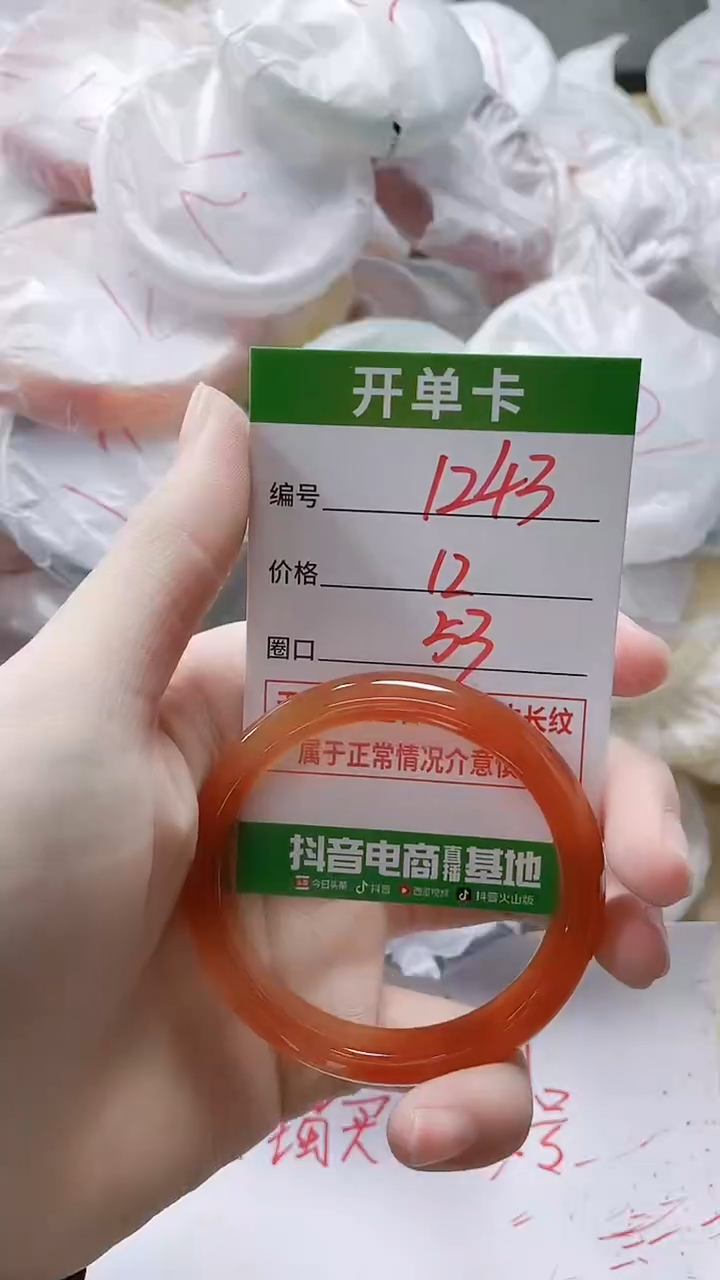 开单卡
编号 1243
价格 12
圈口 53
长纹
属于正常情况介意
抖音电商直播基地
今日头条 抖音 西瓜视频 抖音火山版
买 号